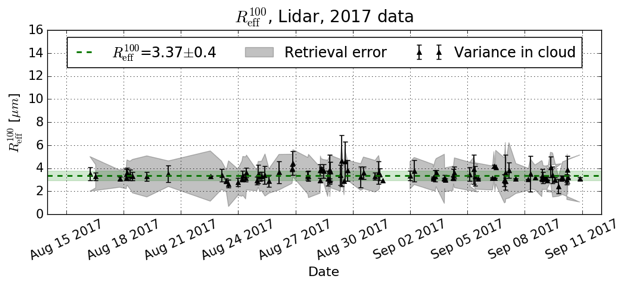 R_eff^100, Lidar, 2017 data
R_eff^100=3.37±0.4 Retrieval error Variance in cloud
R_eff^100 [μm]
16
14
12
10
8
6
4
2
0
Aug 15 2017 Aug 18 2017 Aug 21 2017 Aug 24 2017 Aug 27 2017 Aug 30 2017 Sep 02 2017 Sep 05 2017 Sep 08 2017 Sep 11 2017
Date